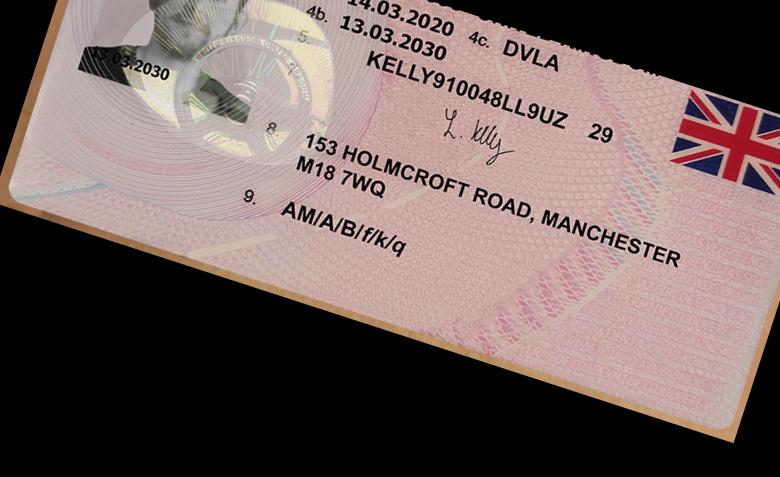 4b. 14.03.2020 4c. DVLA
13.03.2030
5. KELLY910048LL9UZ 29
L. Kelly
8. 153 HOLMCROFT ROAD, MANCHESTER
M18 7WQ
9. AM/A/B/f/k/q
03.2030